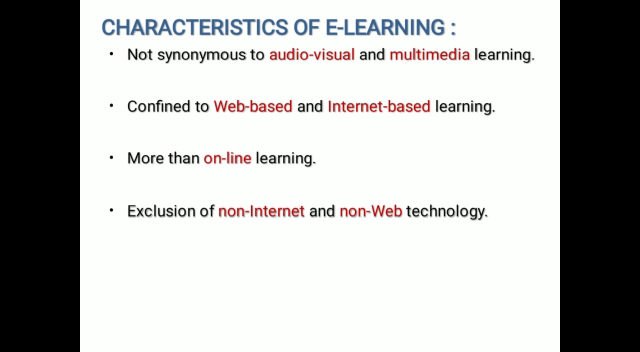 CHARACTERISTICS OF E-LEARNING :
• Not synonymous to audio-visual and multimedia learning.
• Confined to Web-based and Internet-based learning.
• More than on-line learning.
• Exclusion of non-Internet and non-Web technology.